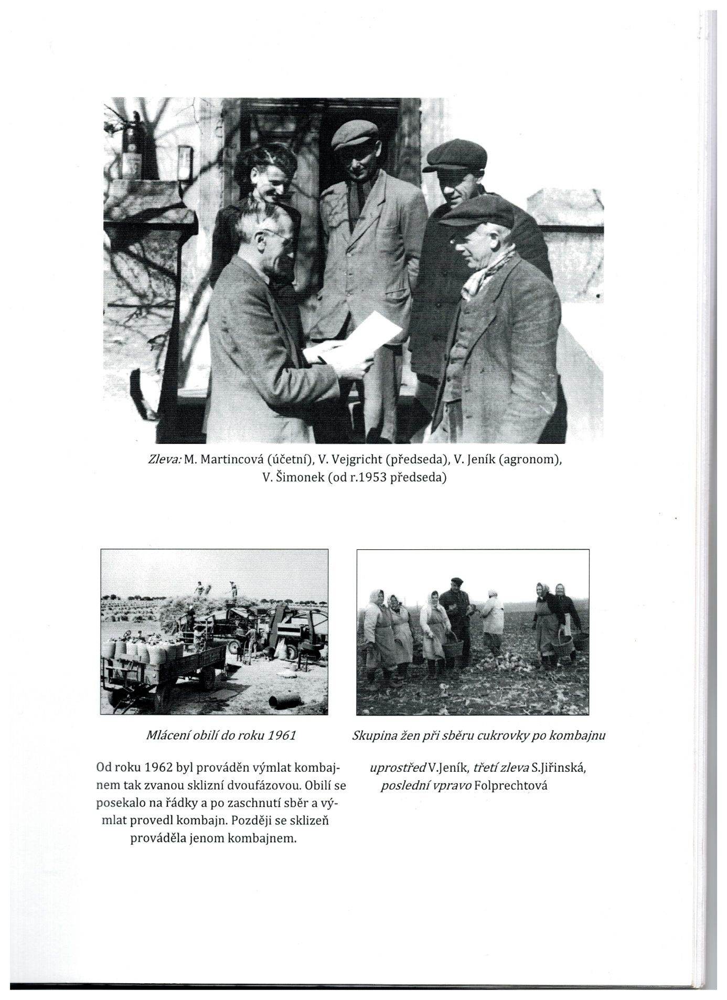 Zleva: M. Martincová (účetní), V. Vejgricht (předseda), V. Jeník (agronom),
V. Šimonek (od r.1953 předseda)
Mlácení obilí do roku 1961
Od roku 1962 byl prováděn výmlat kombaj-
nem tak zvanou sklizní dvoufázovou. Obilí se
posekalo na řádky a po zaschnutí sběr a vý-
mlat provedl kombajn. Později se sklizeň
prováděla jenom kombajnem.
Skupina žen při sběru cukrovky po kombajnu
uprostřed V.Jeník, třetí zleva S.Jiřinská,
poslední vpravo Folprechtová